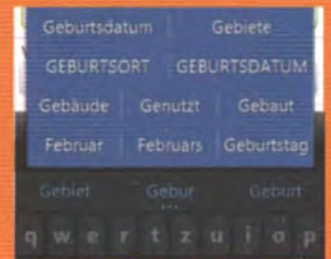 Geburtsdatum Gebiete
GEBURTSORT GEBURTSDATUM
Gebäude Genutzt Gebaut
Februar Februars Geburtstag
Gebiet Gebur Geburt
q w e r t z u i o p